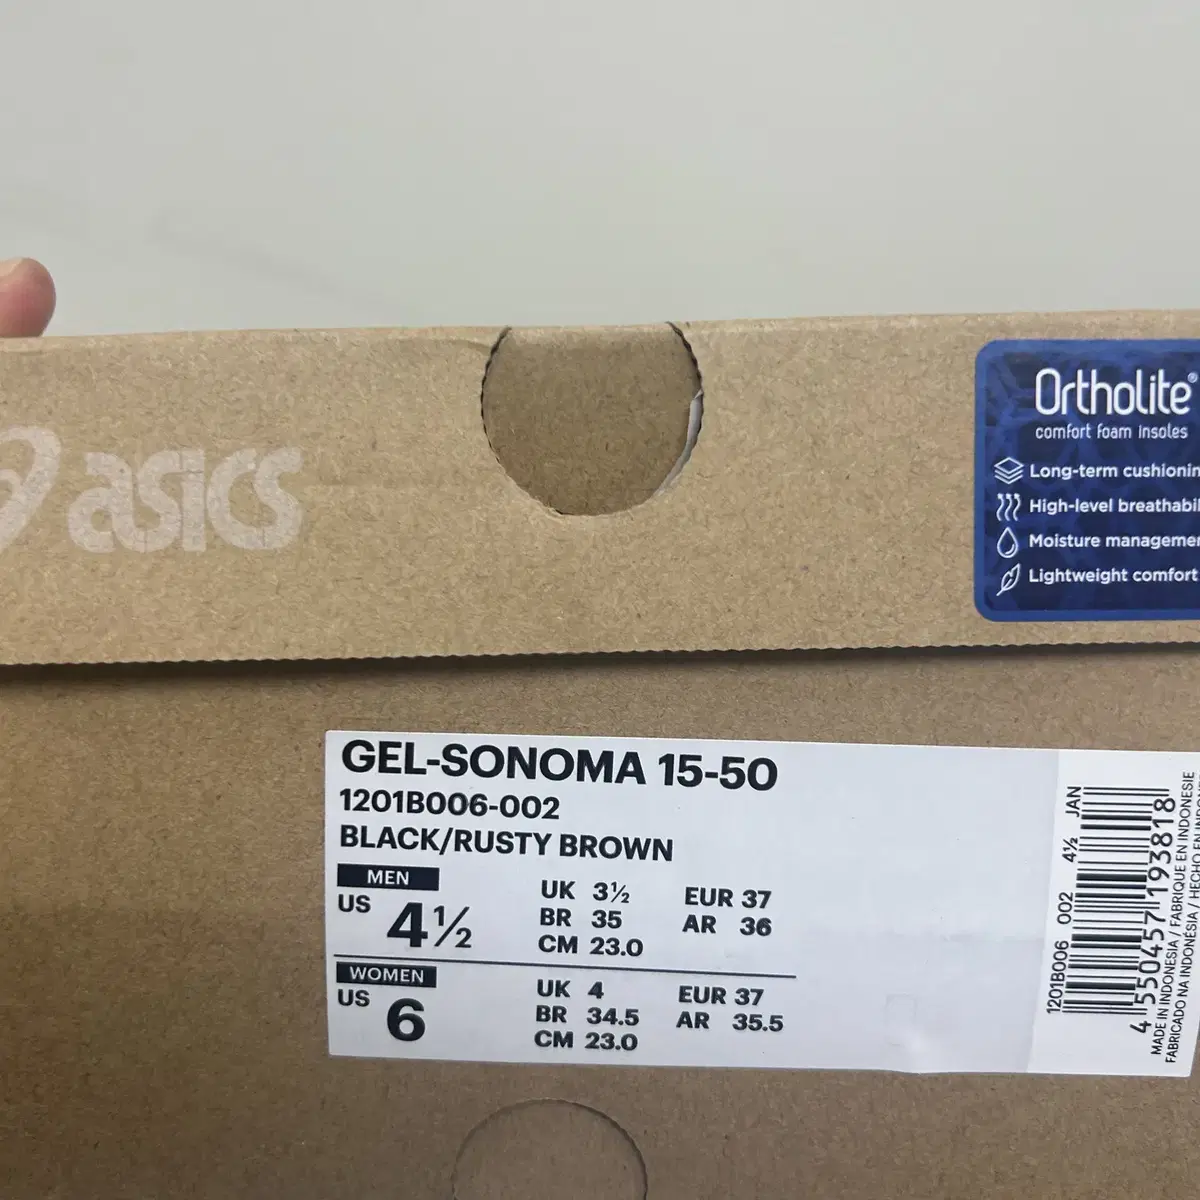 asics
Ortholite®
comfort foam insoles
Long-term cushionin
High-level breathabil
Moisture managemen
Lightweight comfort
GEL-SONOMA 15-50
1201B006-002
BLACK/RUSTY BROWN
MEN
US 4½
UK 3½ EUR 37
BR 35 AR 36
CM 23.0
WOMEN
US 6
UK 4 EUR 37
BR 34.5 AR 35.5
CM 23.0
1201B006 002 4½ JAN
4 550457 193818
MADE IN INDONESIA / FABRIQUE EN INDONESIE
FABRICADO NA INDONÉSIA / HECHO EN